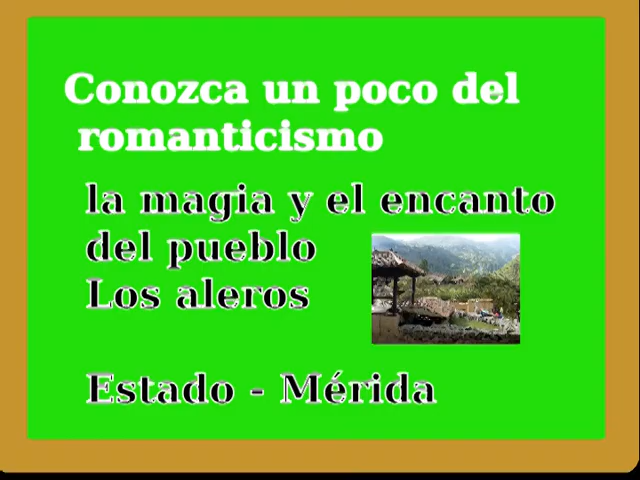 Conozca un poco del
romanticismo
la magia y el encanto
del pueblo
Los aleros
Estado - Mérida